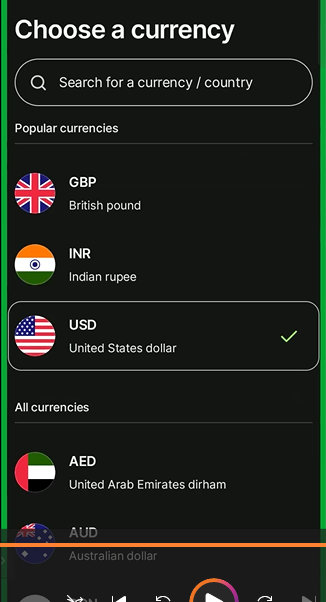 Choose a currency
Search for a currency / country
Popular currencies
GBP
British pound
INR
Indian rupee
USD
United States dollar
All currencies
AED
United Arab Emirates dirham
AUD
Australian dollar